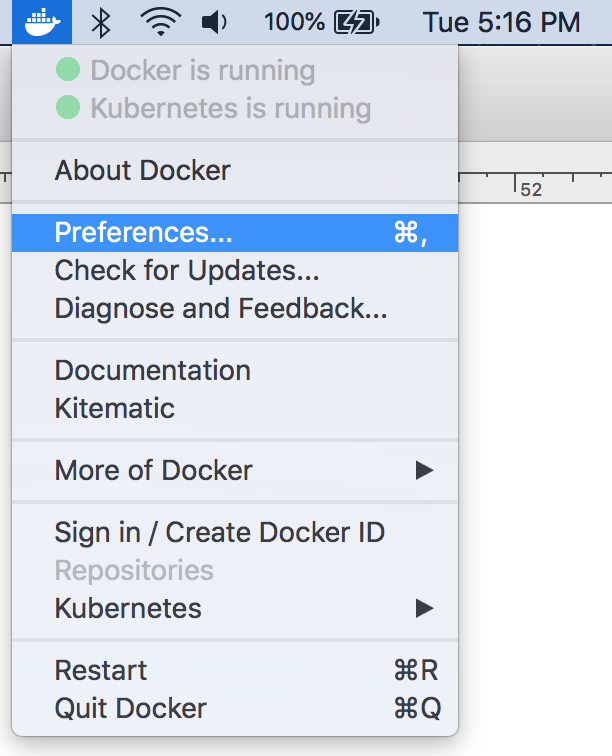 100% Tue 5:16 PM
Docker is running
Kubernetes is running
About Docker
52
Preferences... ⌘,
Check for Updates...
Diagnose and Feedback...
Documentation
Kitematic
More of Docker ▶
Sign in / Create Docker ID
Repositories
Kubernetes ▶
Restart ⌘R
Quit Docker ⌘Q